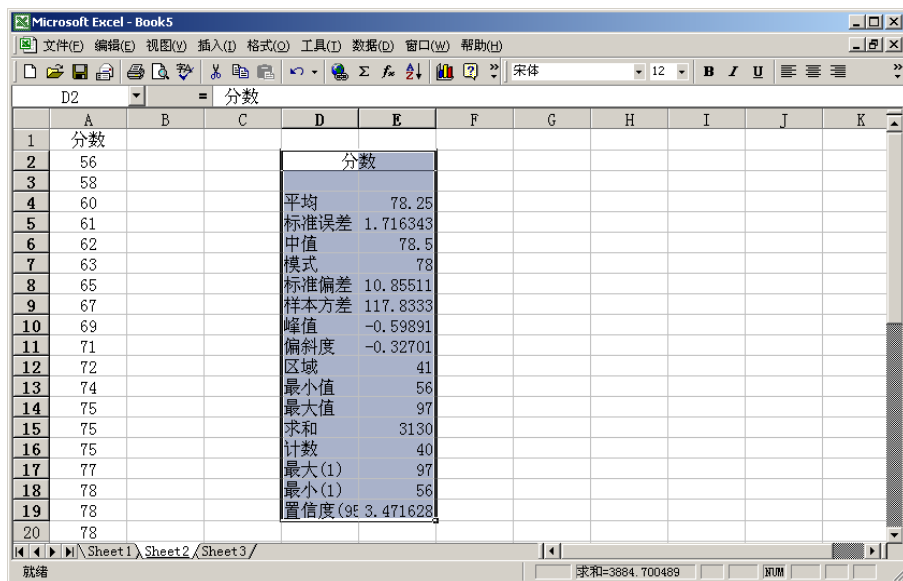 Microsoft Excel - Book5
文件(F) 编辑(E) 视图(V) 插入(I) 格式(O) 工具(T) 数据(D) 窗口(W) 帮助(H)
宋体 12 B I U
D2 = 分数
A B C D E F G H I J K
1 分数
2 56 分数
3 58
4 60 平均 78.25
5 61 标准误差 1.716343
6 62 中值 78.5
7 63 模式 78
8 65 标准偏差 10.85511
9 67 样本方差 117.8333
10 69 峰值 -0.59891
11 71 偏斜度 -0.32701
12 72 区域 41
13 74 最小值 56
14 75 最大值 97
15 75 求和 3130
16 75 计数 40
17 77 最大(1) 97
18 78 最小(1) 56
19 78 置信度(95 3.471628
20 78
Sheet1 Sheet2 Sheet3
就绪 求和=3884.700489 NUM